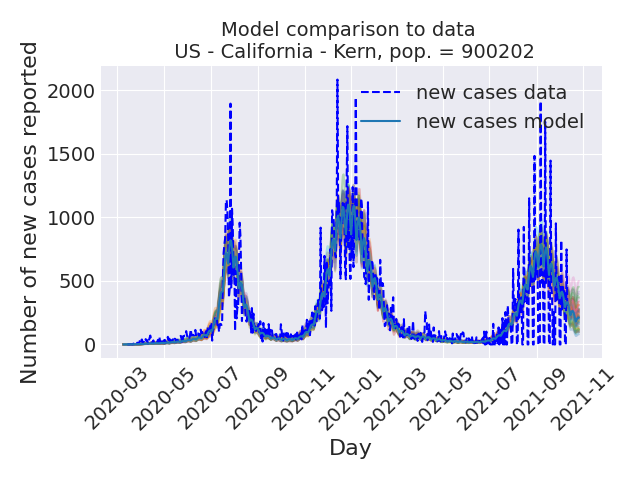 Model comparison to data
US - California - Kern, pop. = 900202
Number of new cases reported
2000
1500
1000
500
0
new cases data
new cases model
2020-03
2020-05
2020-07
2020-09
2020-11
2021-01
2021-03
2021-05
2021-07
2021-09
2021-11
Day